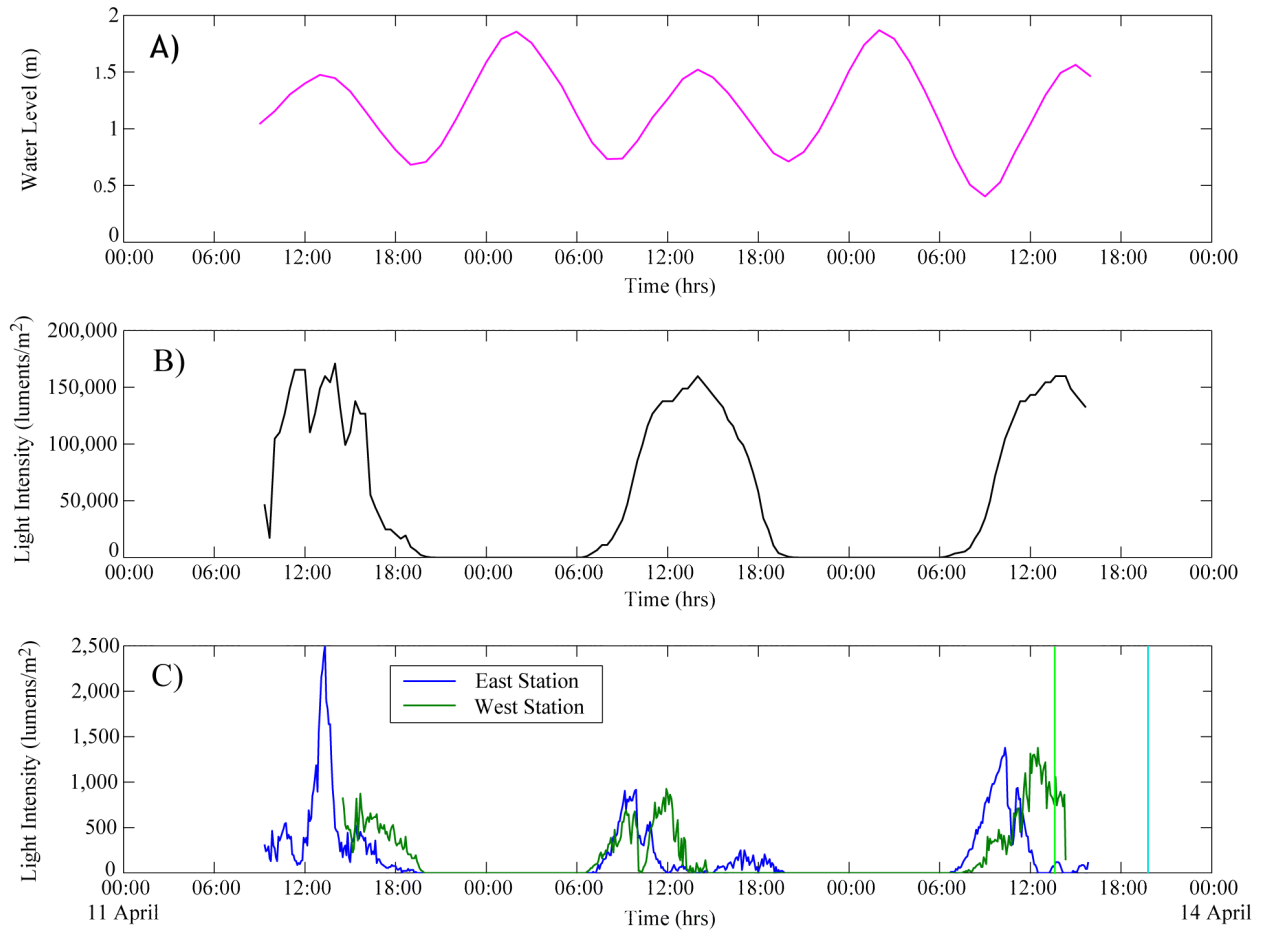 A)
Water Level (m)
2
1.5
1
0.5
0
00:00 06:00 12:00 18:00 00:00 06:00 12:00 18:00 00:00 06:00 12:00 18:00 00:00
Time (hrs)
B)
Light Intensity (luments/m²)
200,000
150,000
100,000
50,000
0
00:00 06:00 12:00 18:00 00:00 06:00 12:00 18:00 00:00 06:00 12:00 18:00 00:00
Time (hrs)
C)
Light Intensity (lumens/m²)
2,500
2,000
1,500
1,000
500
0
East Station
West Station
00:00 06:00 12:00 18:00 00:00 06:00 12:00 18:00 00:00 06:00 12:00 18:00 00:00
11 April Time (hrs) 14 April